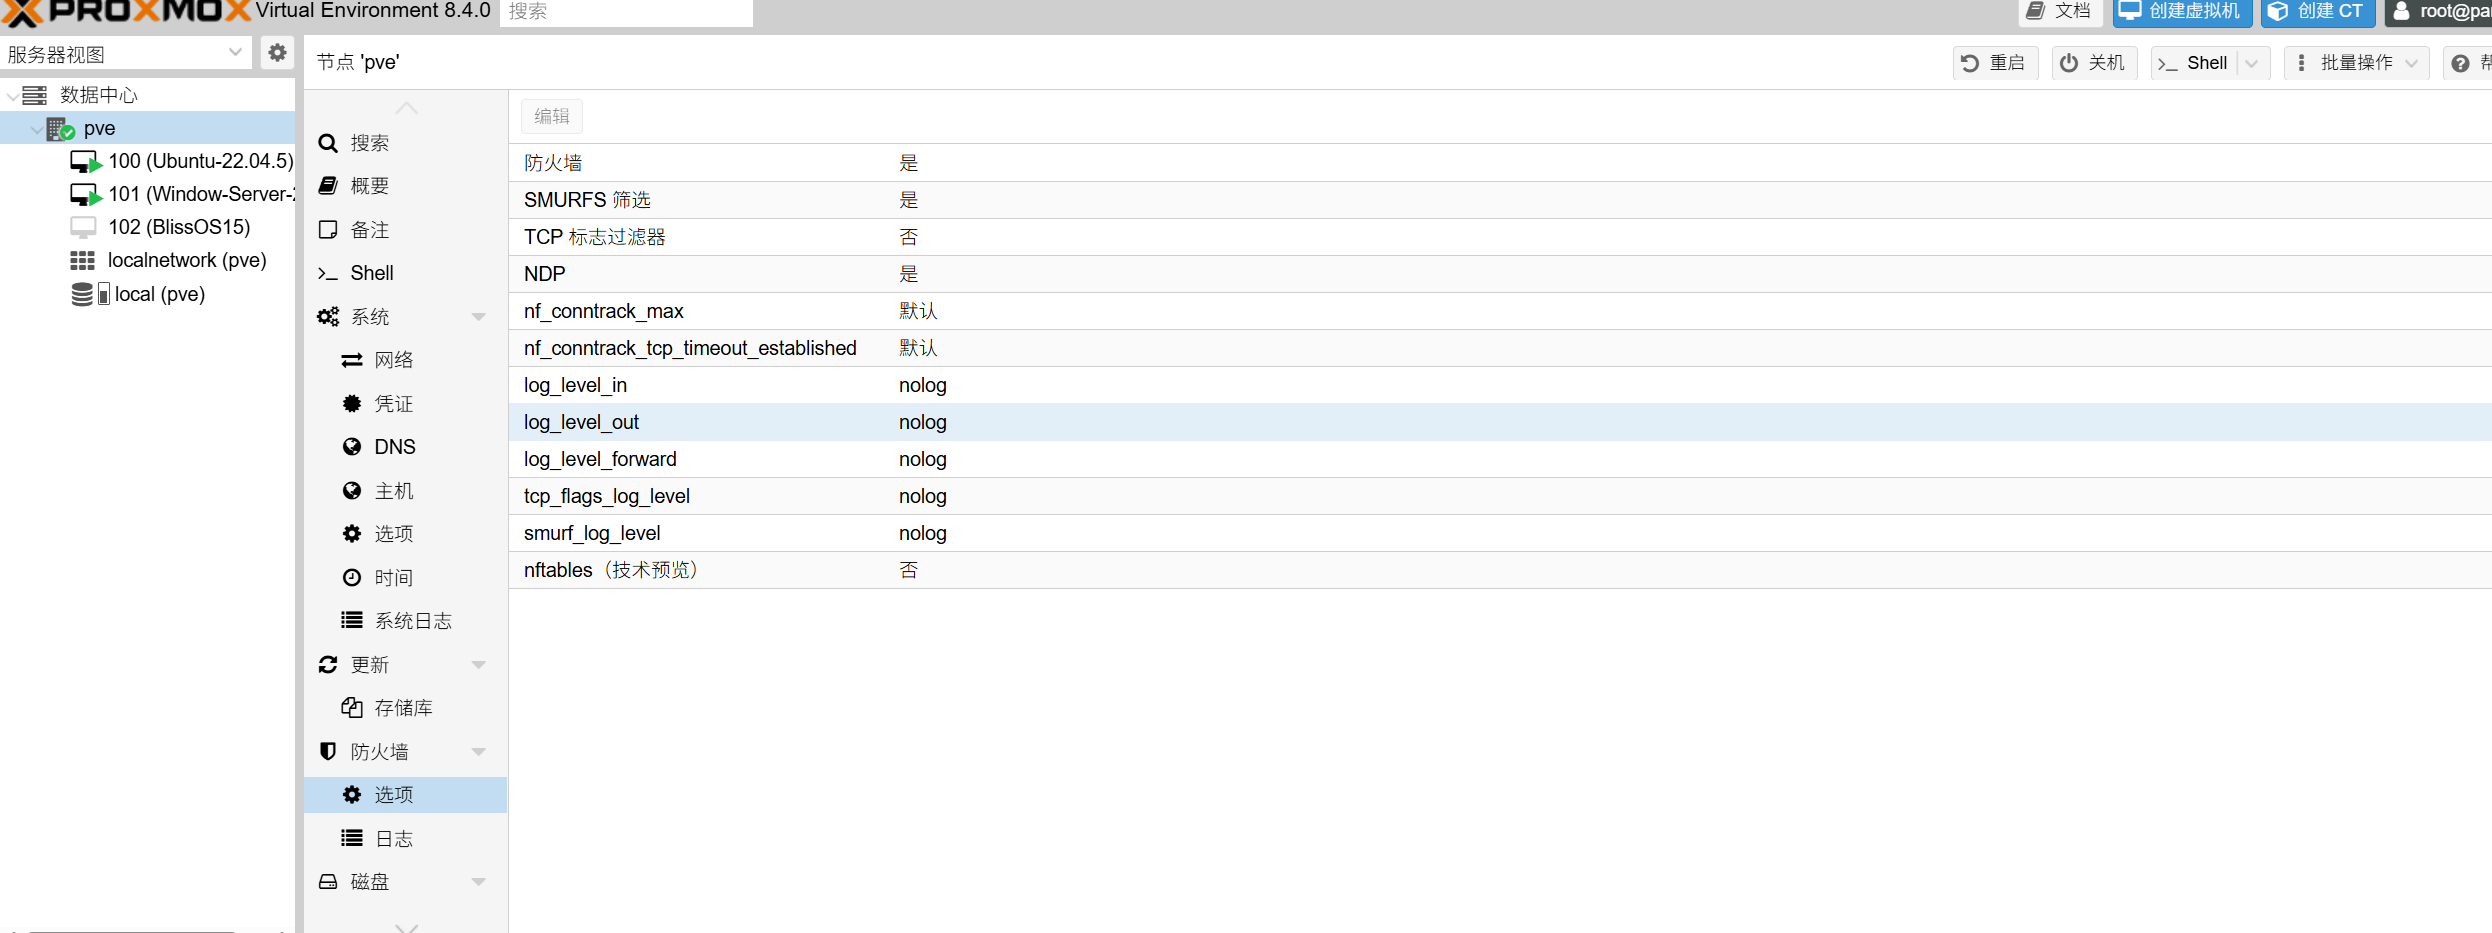 PROXMOX Virtual Environment 8.4.0 搜索 文档 创建虚拟机 创建 CT root@pa
服务器视图
数据中心
pve
100 (Ubuntu-22.04.5)
101 (Window-Server-2
102 (BlissOS15)
localnetwork (pve)
local (pve)
节点 'pve' 重启 关机 Shell 批量操作
搜索
概要
备注
Shell
系统
网络
凭证
DNS
主机
选项
时间
系统日志
更新
存储库
防火墙
选项
日志
磁盘
编辑
防火墙 是
SMURFS 筛选 是
TCP 标志过滤器 否
NDP 是
nf_conntrack_max 默认
nf_conntrack_tcp_timeout_established 默认
log_level_in nolog
log_level_out nolog
log_level_forward nolog
tcp_flags_log_level nolog
smurf_log_level nolog
nftables（技术预览） 否